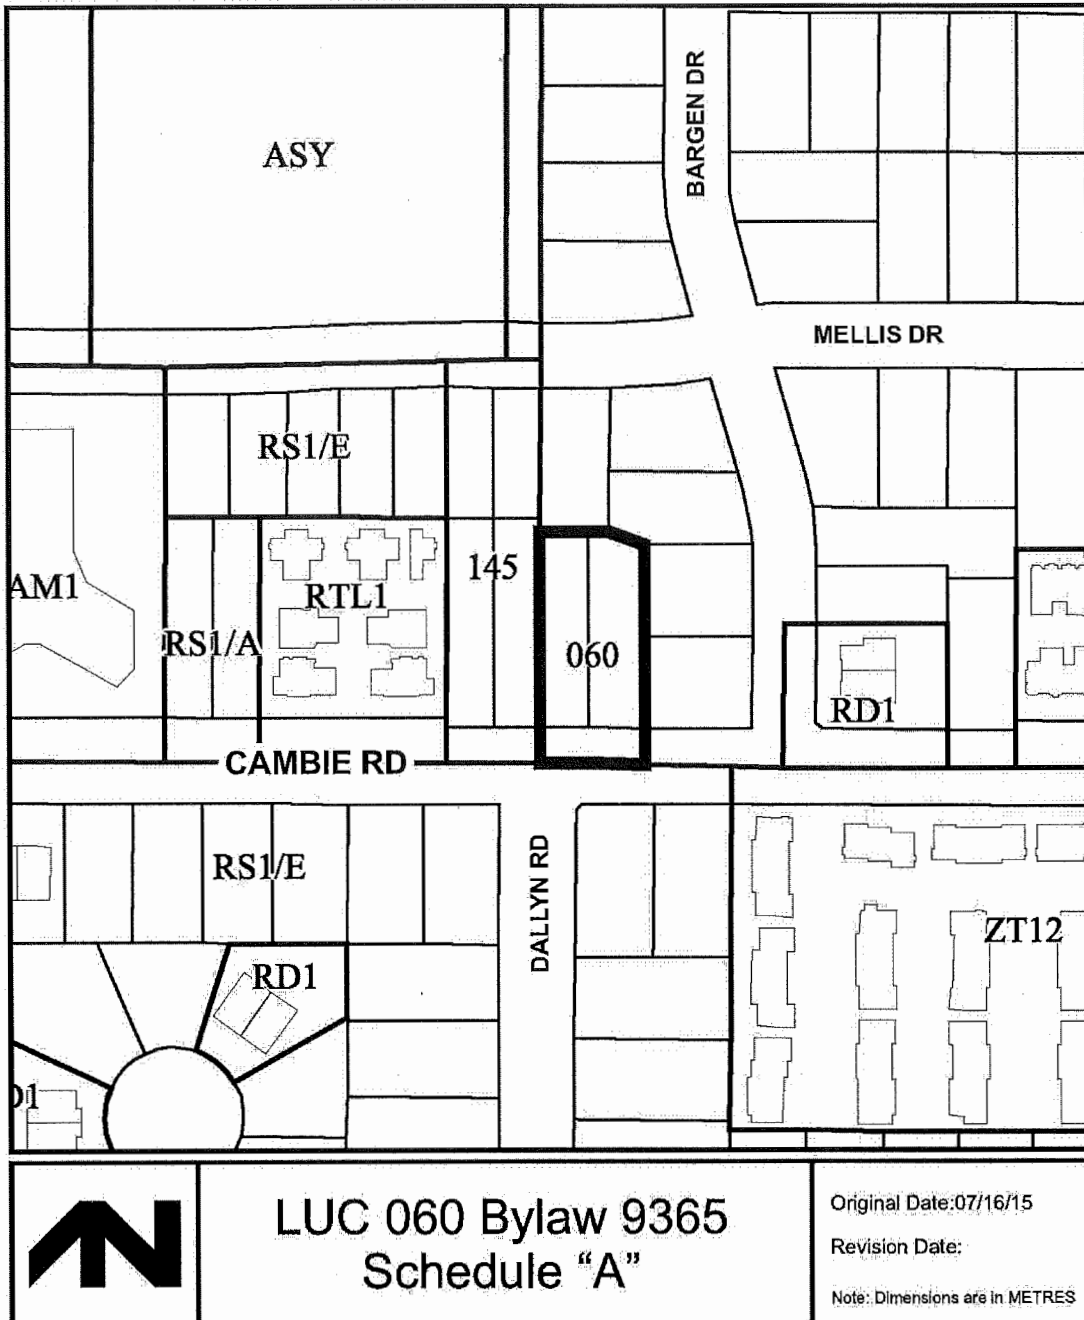 ASY
BARGEN DR
MELLIS DR
RS1/E
145
AM1
RTL1
RS1/A
060
RD1
CAMBIE RD
RS1/E
DALLYN RD
ZT12
RD1
D1
LUC 060 Bylaw 9365
Schedule “A”
Original Date:07/16/15
Revision Date:
Note: Dimensions are in METRES